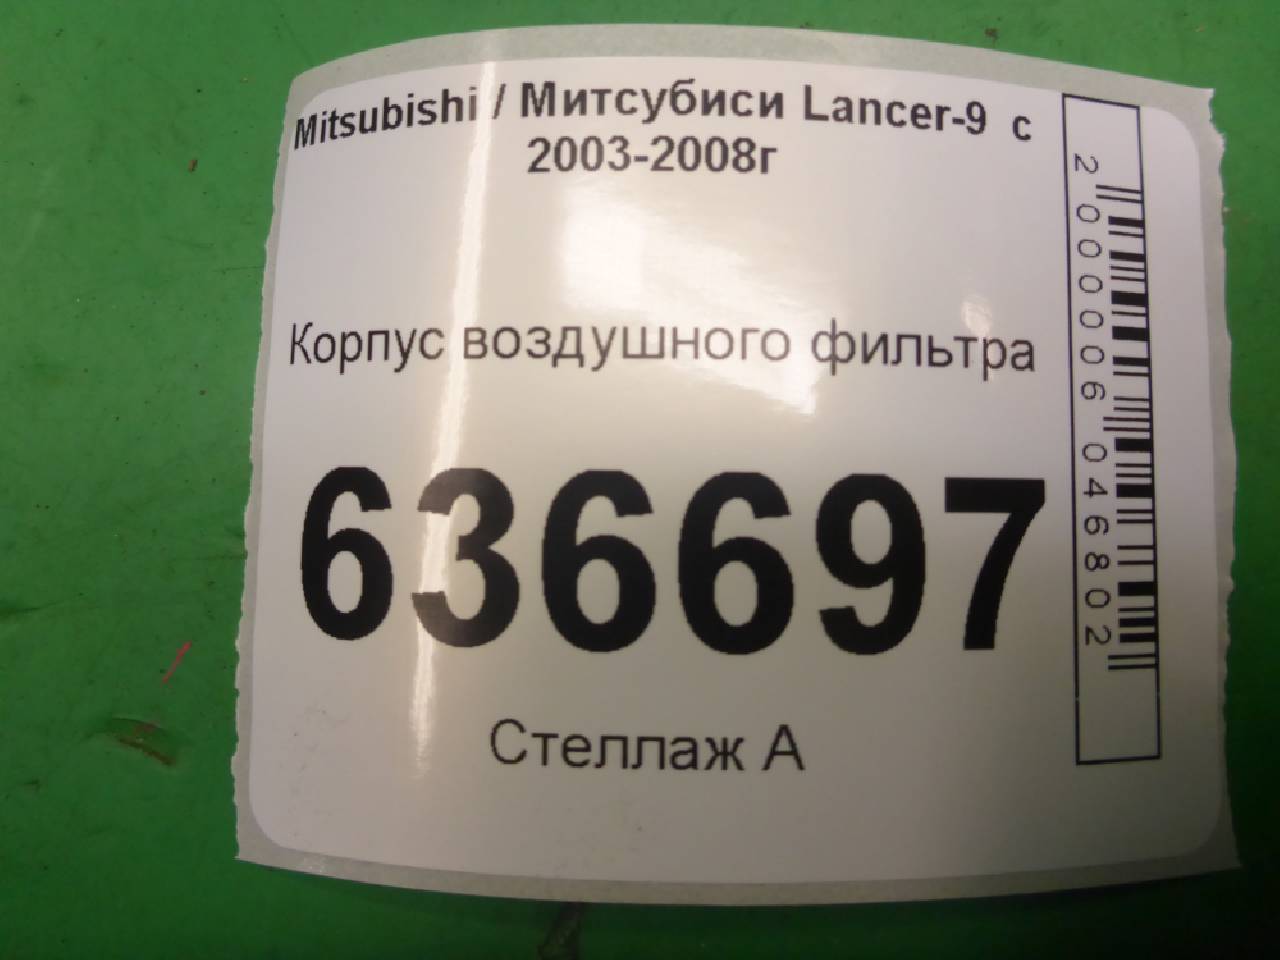 Mitsubishi / Митсубиси Lancer-9 с
2003-2008г
Корпус воздушного фильтра
636697
Стеллаж А
2000006046802